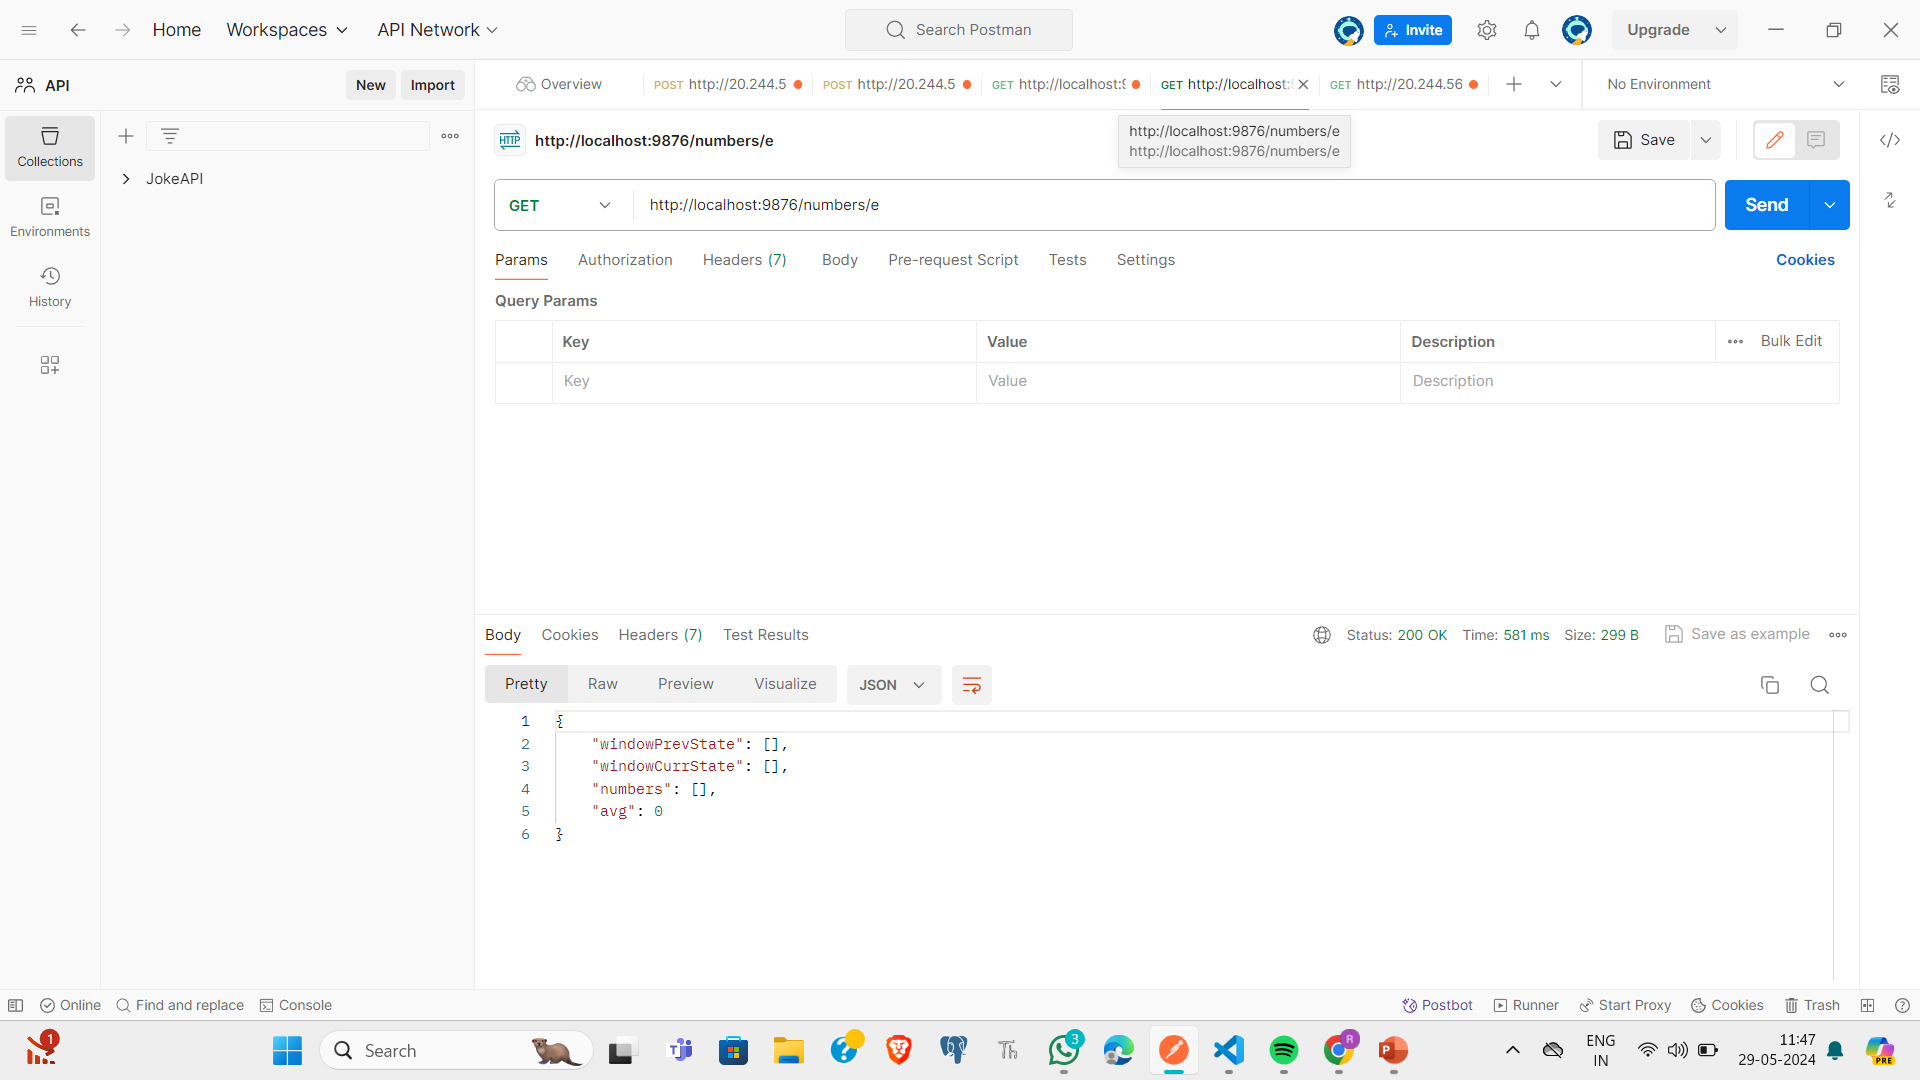 Home
Workspaces
API Network
Search Postman
Invite
Upgrade
API
New
Import
Overview
POST http://20.244.5
POST http://20.244.5
GET http://localhost:9
GET http://localhost:
GET http://20.244.56
No Environment
Collections
Environments
History
JokeAPI
HTTP
http://localhost:9876/numbers/e
http://localhost:9876/numbers/e
http://localhost:9876/numbers/e
Save
GET
http://localhost:9876/numbers/e
Send
Params
Authorization
Headers (7)
Body
Pre-request Script
Tests
Settings
Cookies
Query Params
Key
Value
Description
Bulk Edit
Key
Value
Description
Body
Cookies
Headers (7)
Test Results
Status: 200 OK
Time: 581 ms
Size: 299 B
Save as example
Pretty
Raw
Preview
Visualize
JSON
1 {
2 "windowPrevState": [],
3 "windowCurrState": [],
4 "numbers": [],
5 "avg": 0
6 }
Online
Find and replace
Console
Postbot
Runner
Start Proxy
Cookies
Trash
1
Search
3
R
ENG
IN
11:47
29-05-2024
PRE